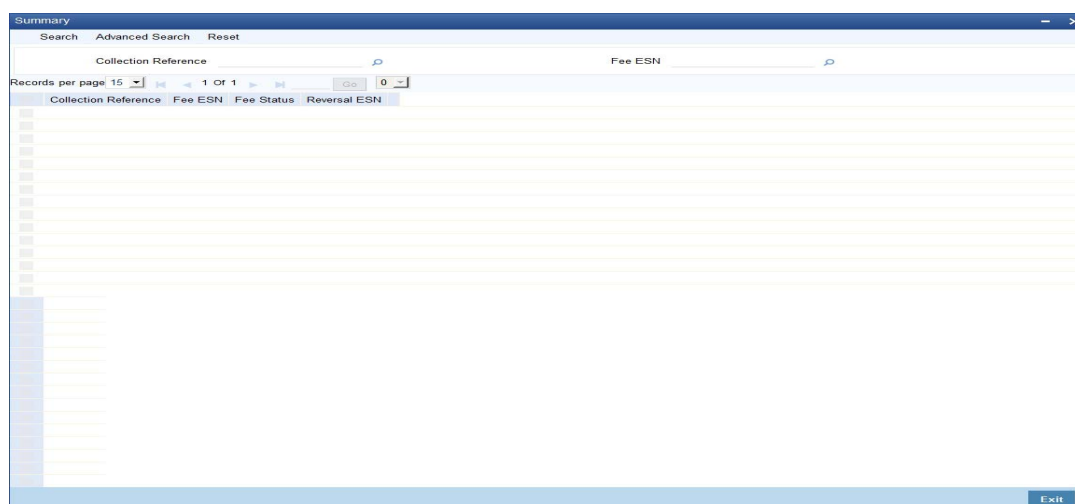 Summary
Search Advanced Search Reset
Collection Reference Fee ESN
Records per page 15 1 Of 1 Go 0
Collection Reference Fee ESN Fee Status Reversal ESN
Exit